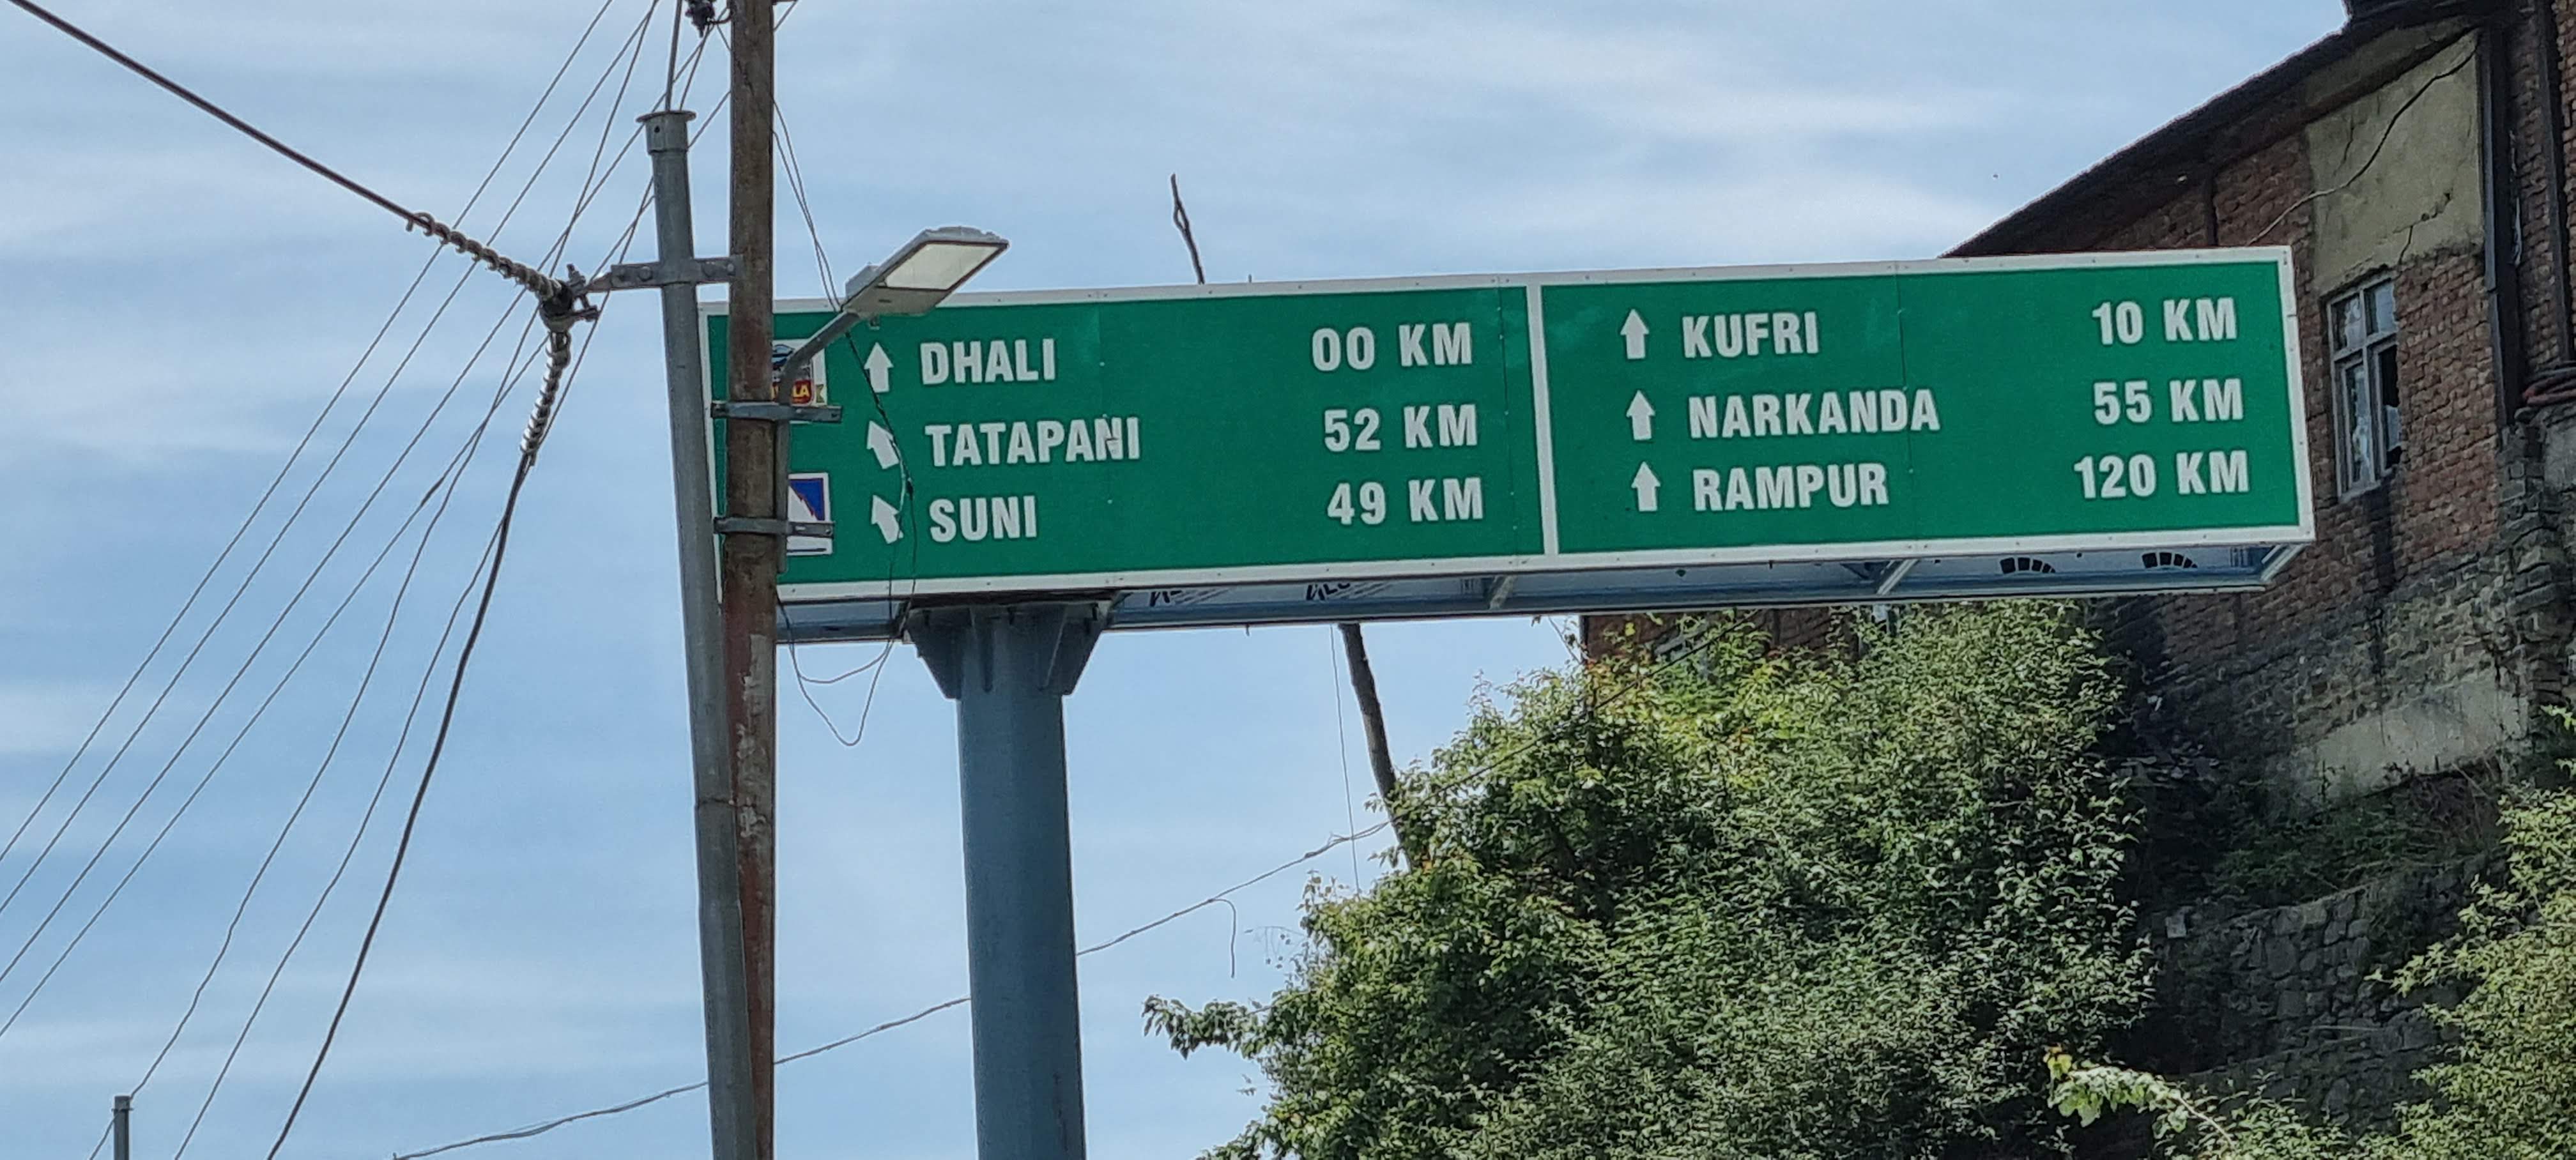 DHALI 00 KM
TATAPANI 52 KM
SUNI 49 KM
KUFRI 10 KM
NARKANDA 55 KM
RAMPUR 120 KM